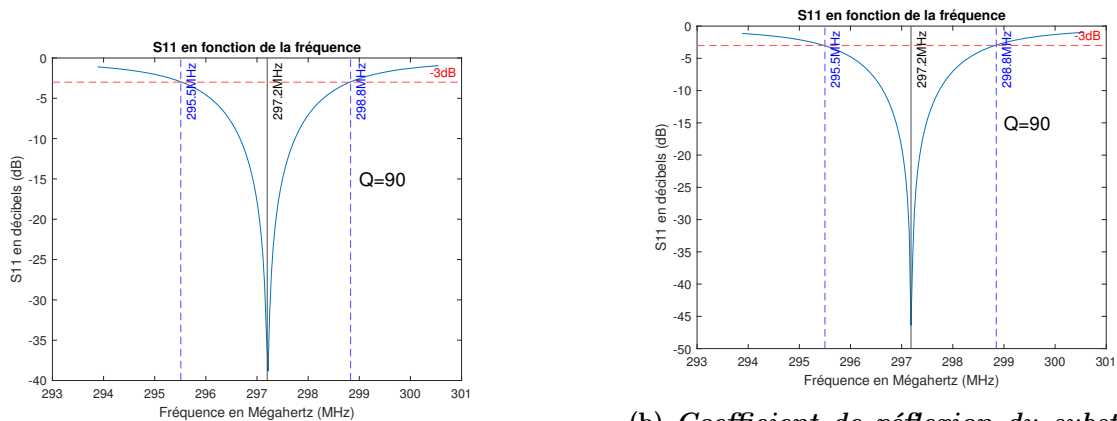 S11 en fonction de la fréquence
0
-5
-10
-15
-20
-25
-30
-35
-40
S11 en décibels (dB)
295.5MHz
297.2MHz
298.8MHz
-3dB
Q=90
293 294 295 296 297 298 299 300 301
Fréquence en Mégahertz (MHz)
S11 en fonction de la fréquence
0
-5
-10
-15
-20
-25
-30
-35
-40
-45
-50
S11 en décibels (dB)
295.5MHz
297.2MHz
298.8MHz
-3dB
Q=90
293 294 295 296 297 298 299 300 301
Fréquence en Mégahertz (MHz)
(b) Coefficient de réflexion du